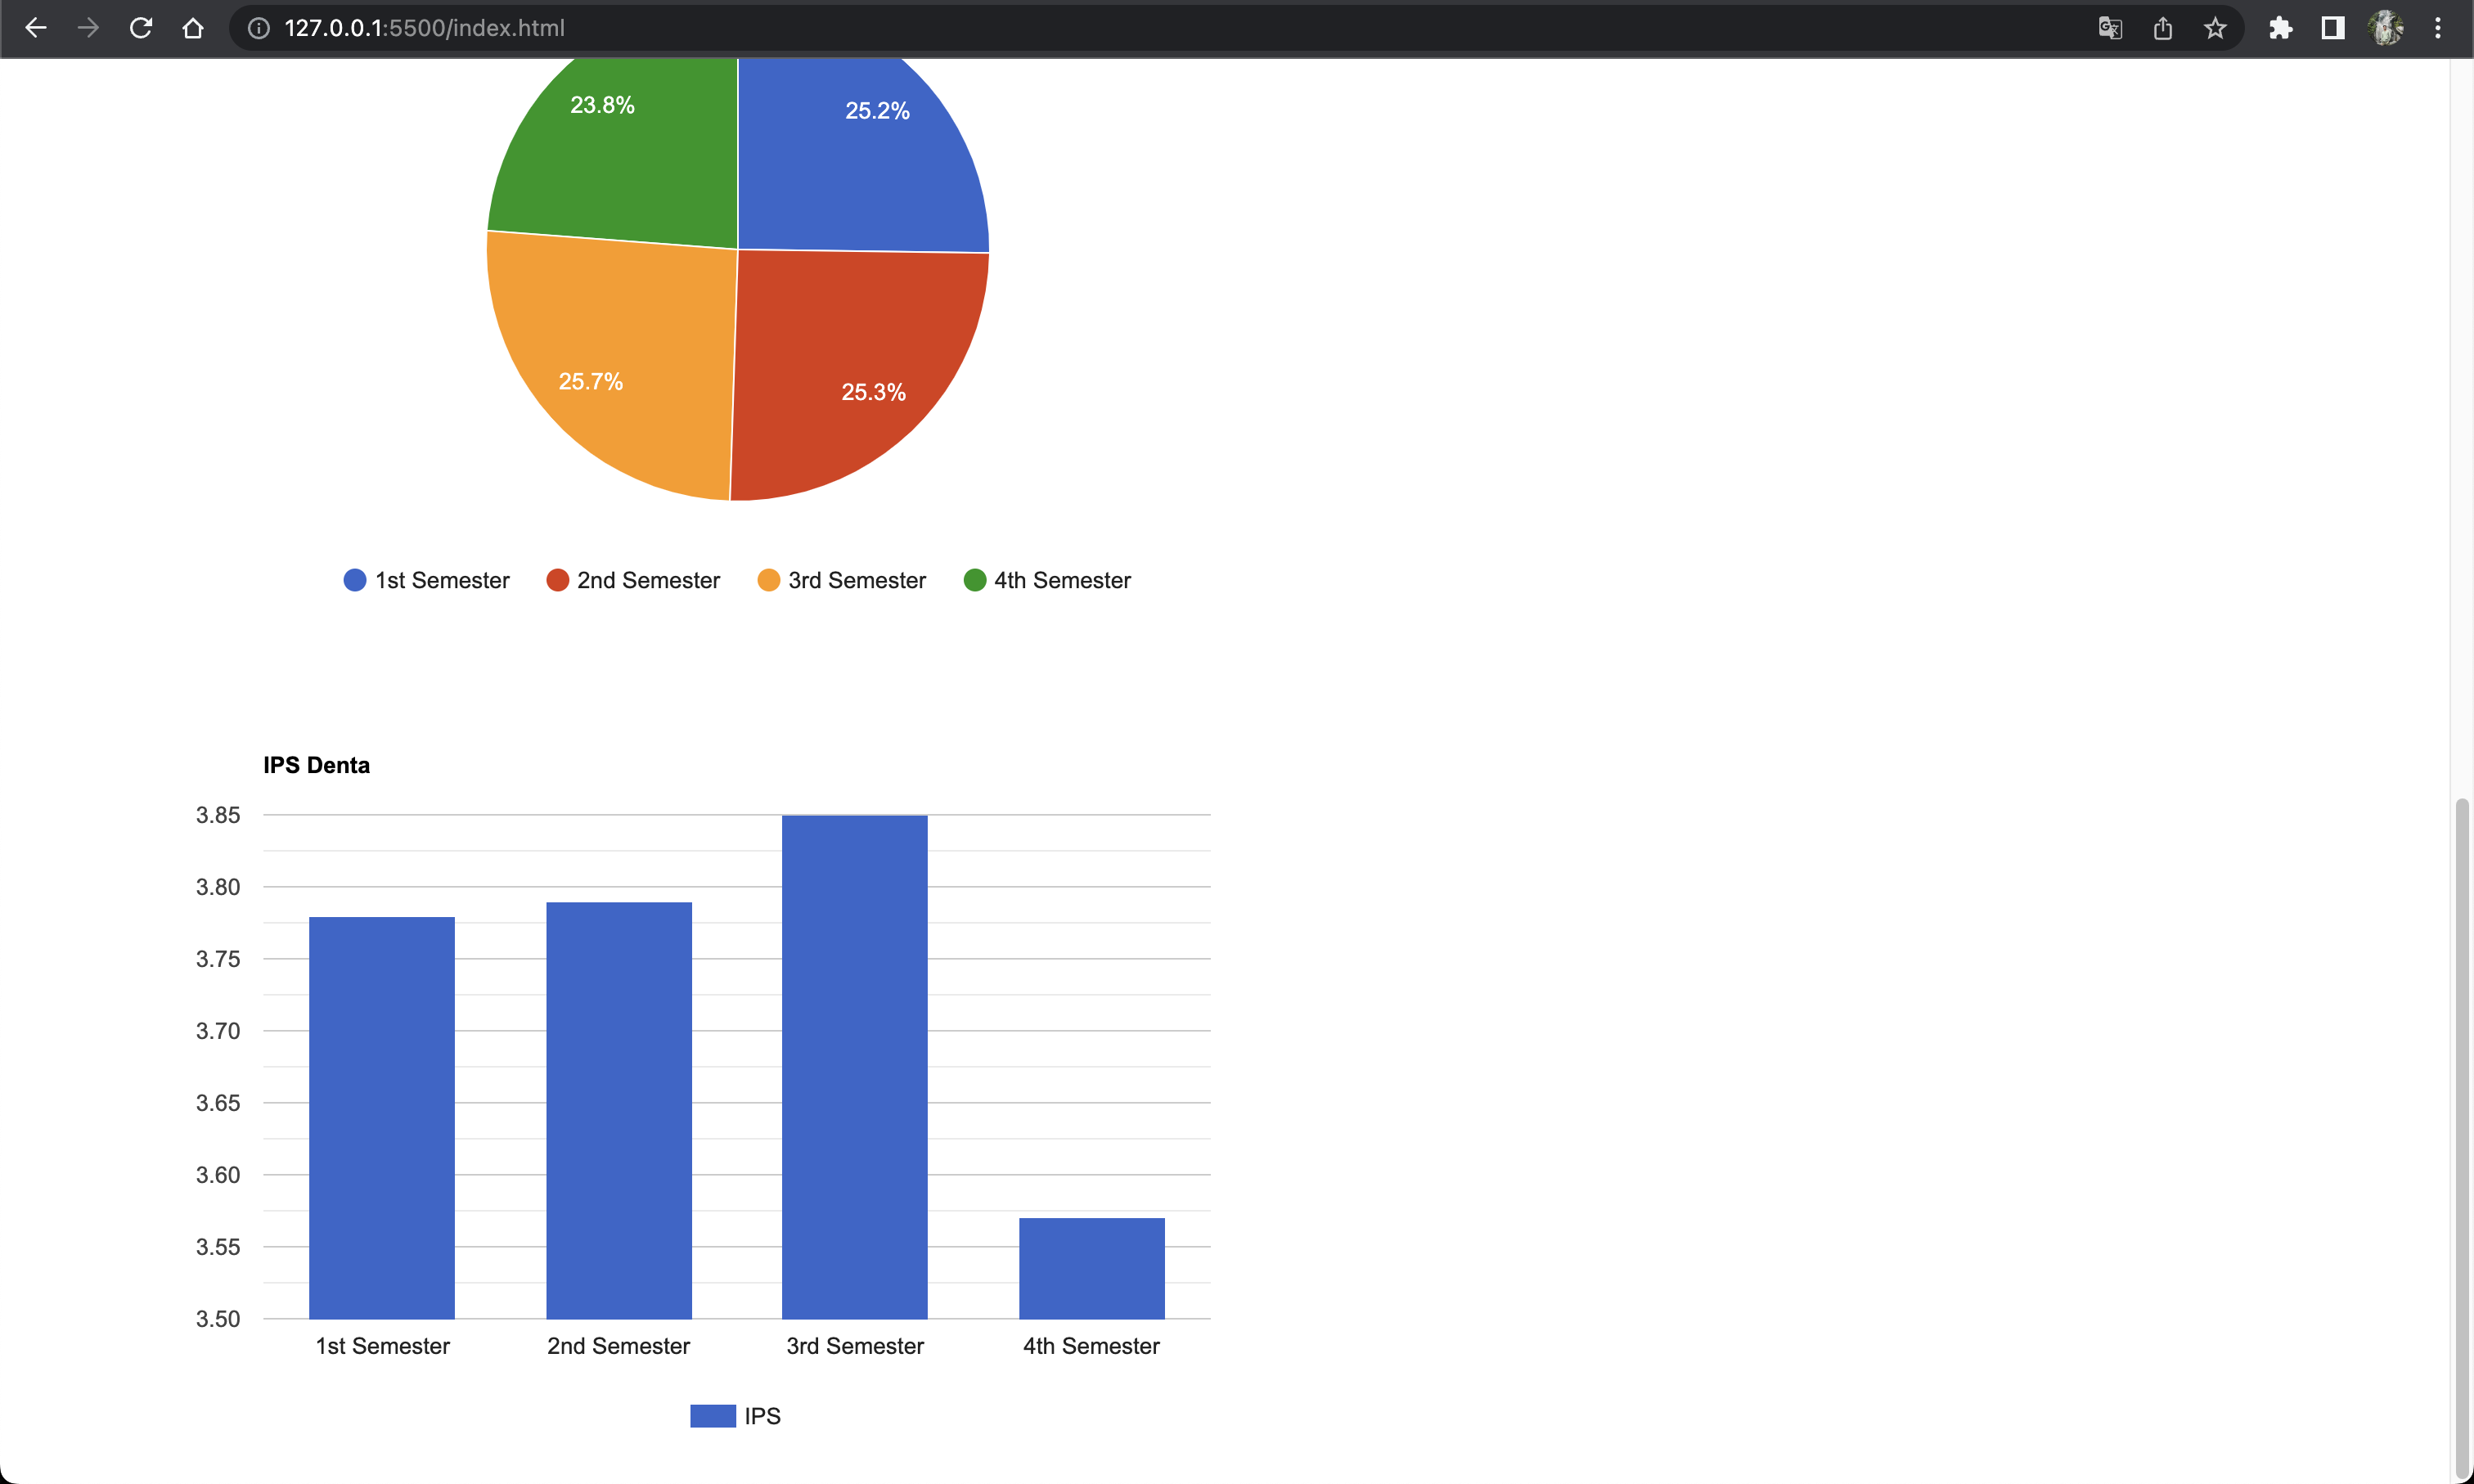 127.0.0.1:5500/index.html
23.8%
25.2%
25.7%
25.3%
1st Semester 2nd Semester 3rd Semester 4th Semester
IPS Denta
3.85
3.80
3.75
3.70
3.65
3.60
3.55
3.50
1st Semester 2nd Semester 3rd Semester 4th Semester
IPS